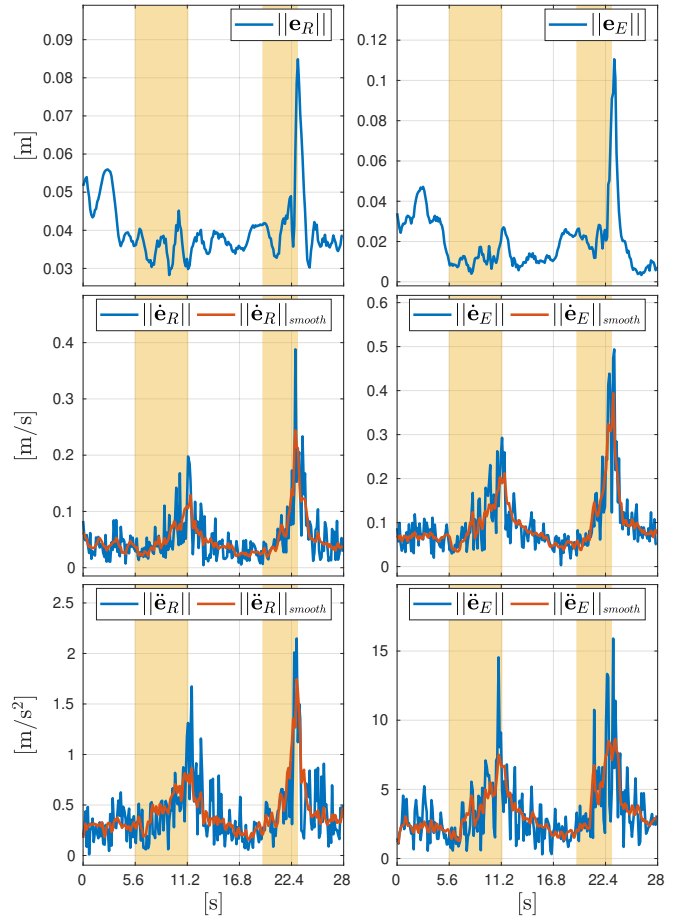 ||e_R||
0.09
0.08
0.07
0.06
0.05
0.04
0.03
[m]
||e_E||
0.12
0.1
0.08
0.06
0.04
0.02
0
||ė_R|| ||ė_R||_smooth
0.4
0.3
0.2
0.1
0
[m/s]
||ė_E|| ||ė_E||_smooth
0.6
0.5
0.4
0.3
0.2
0.1
0
||ë_R|| ||ë_R||_smooth
2.5
2
1.5
1
0.5
0
[m/s²]
0 5.6 11.2 16.8 22.4 28
[s]
||ë_E|| ||ë_E||_smooth
15
10
5
0
0 5.6 11.2 16.8 22.4 28
[s]